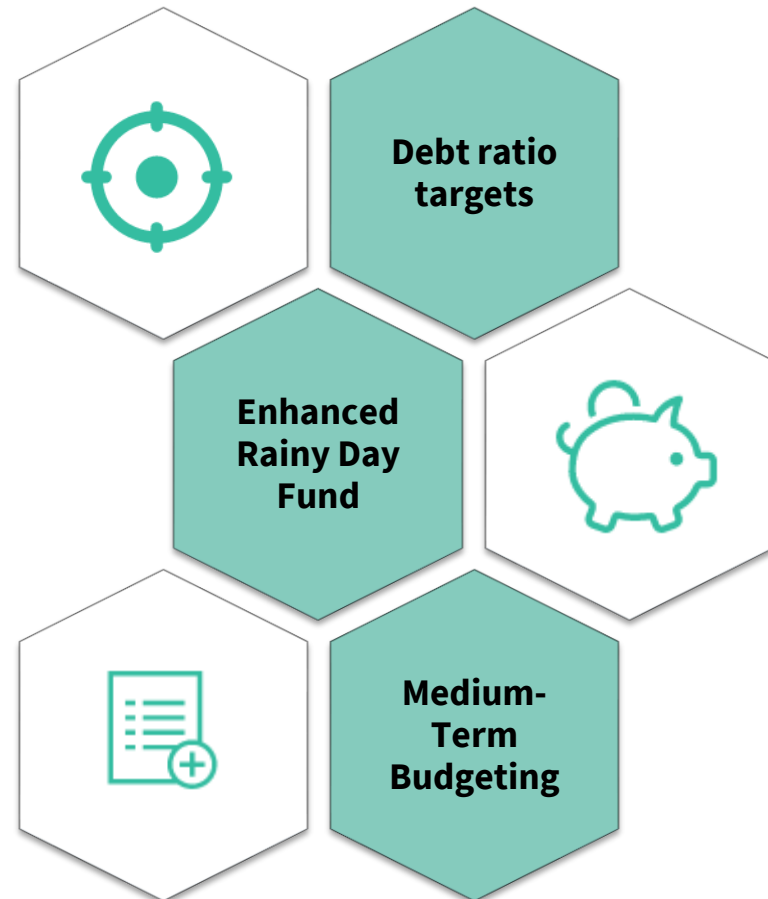 Debt ratio
targets
Enhanced
Rainy Day
Fund
Medium-
Term
Budgeting